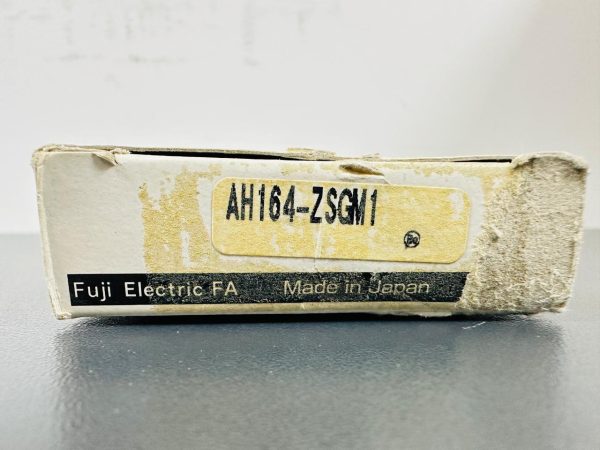 AH164-ZSGM1
Fuji Electric FA Made in Japan